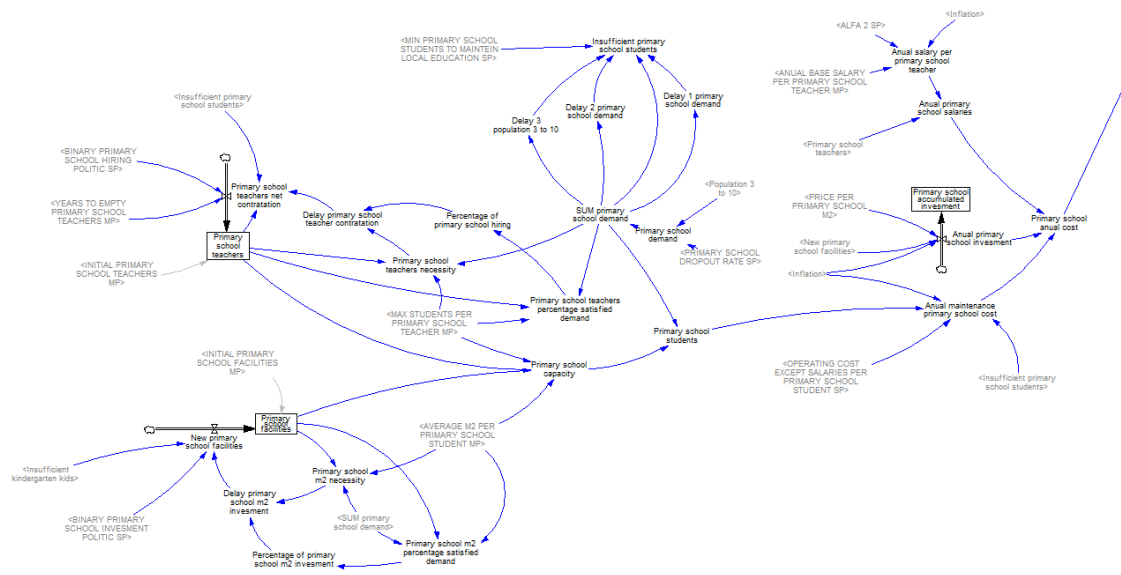 <ALFA 2 SP>
<Inflation>
<MIN PRIMARY SCHOOL
STUDENTS TO MAINTEIN
LOCAL EDUCATION SP>
Insufficient primary
school students
Anual salary per
primary school
teacher
<ANUAL BASE SALARY
PER PRIMARY SCHOOL
TEACHER MP>
<Insufficient primary
school students>
Delay 3
population 3 to 10
Delay 2 primary
school demand
Delay 1 primary
school demand
Anual primary
school salaries
<Primary school
teachers>
<BINARY PRIMARY
SCHOOL HIRING
POLITIC SP>
Primary school
teachers net
contratation
<YEARS TO EMPTY
PRIMARY SCHOOL
TEACHERS MP>
Delay primary school
teacher contratation
Percentage of
primary school hiring
SUM primary
school demand
<Population 3
to 10>
Primary school
demand
<PRIMARY SCHOOL
DROPOUT RATE SP>
Primary school
accumulated
invesment
<PRICE PER
PRIMARY SCHOOL
M2>
Anual primary
school invesment
Primary school
anual cost
<New primary
school facilities>
<Inflation>
Primary
school
teachers
<INITIAL PRIMARY
SCHOOL TEACHERS
MP>
Primary school
teachers necessity
Primary school teachers
percentage satisfied
demand
<MAX STUDENTS PER
PRIMARY SCHOOL
TEACHER MP>
Primary school
students
Anual maintenance
primary school cost
<INITIAL PRIMARY
SCHOOL FACILITIES
MP>
Primary school
capacity
<OPERATING COST
EXCEPT SALARIES PER
PRIMARY SCHOOL
STUDENT SP>
<Insufficient primary
school students>
Primary
school
facilities
New primary
school facilities
<AVERAGE M2 PER
PRIMARY SCHOOL
STUDENT MP>
<Insufficient
kindergarten kids>
Primary school
m2 necessity
Delay primary
school m2
invesment
<BINARY PRIMARY
SCHOOL INVESMENT
POLITIC SP>
<SUM primary
school demand>
Primary school m2
percentage satisfied
demand
Percentage of primary
school m2 invesment